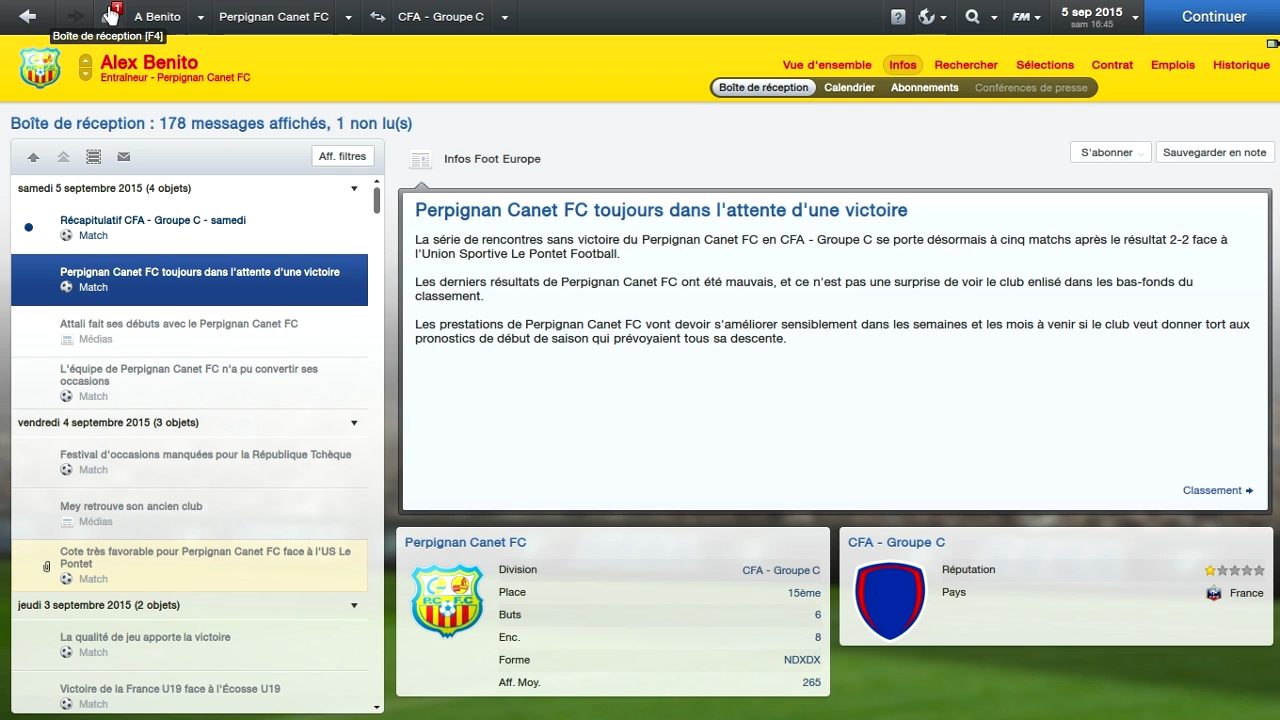 1
A Benito
Perpignan Canet FC
CFA - Groupe C
?
FM
5 sep 2015
sam 16:45
Continuer
Boîte de réception [F4]
Alex Benito
Entraîneur - Perpignan Canet FC
Vue d'ensemble
Infos
Rechercher
Sélections
Contrat
Emplois
Historique
Boîte de réception
Calendrier
Abonnements
Conférences de presse
Boîte de réception : 178 messages affichés, 1 non lu(s)
Aff. filtres
samedi 5 septembre 2015 (4 objets)
Récapitulatif CFA - Groupe C - samedi
Match
Perpignan Canet FC toujours dans l'attente d'une victoire
Match
Attali fait ses débuts avec le Perpignan Canet FC
Médias
L'équipe de Perpignan Canet FC n'a pu convertir ses
occasions
Match
vendredi 4 septembre 2015 (3 objets)
Festival d'occasions manquées pour la République Tchèque
Match
Mey retrouve son ancien club
Médias
Cote très favorable pour Perpignan Canet FC face à l'US Le
Pontet
Match
jeudi 3 septembre 2015 (2 objets)
La qualité de jeu apporte la victoire
Match
Victoire de la France U19 face à l'Écosse U19
Match
Infos Foot Europe
S'abonner
Sauvegarder en note
Perpignan Canet FC toujours dans l'attente d'une victoire
La série de rencontres sans victoire du Perpignan Canet FC en CFA - Groupe C se porte désormais à cinq matchs après le résultat 2-2 face à
l'Union Sportive Le Pontet Football.
Les derniers résultats de Perpignan Canet FC ont été mauvais, et ce n'est pas une surprise de voir le club enlisé dans les bas-fonds du
classement.
Les prestations de Perpignan Canet FC vont devoir s'améliorer sensiblement dans les semaines et les mois à venir si le club veut donner tort aux
pronostics de début de saison qui prévoyaient tous sa descente.
Classement
Perpignan Canet FC
Division CFA - Groupe C
Place 15ème
Buts 6
Enc. 8
Forme NDXDX
Aff. Moy. 265
CFA - Groupe C
Réputation
Pays France